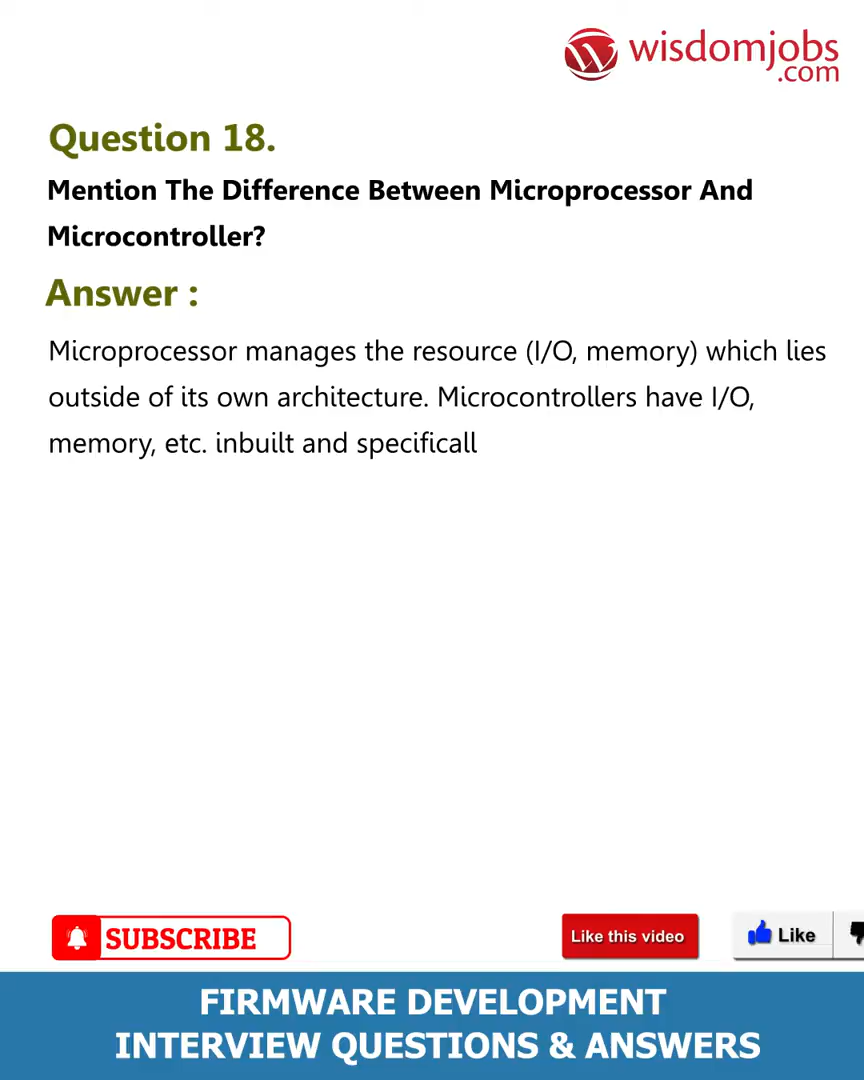 wisdomjobs
.com
Question 18.
Mention The Difference Between Microprocessor And
Microcontroller?
Answer :
Microprocessor manages the resource (I/O, memory) which lies
outside of its own architecture. Microcontrollers have I/O,
memory, etc. inbuilt and specificall
SUBSCRIBE
Like this video
Like
FIRMWARE DEVELOPMENT
INTERVIEW QUESTIONS & ANSWERS